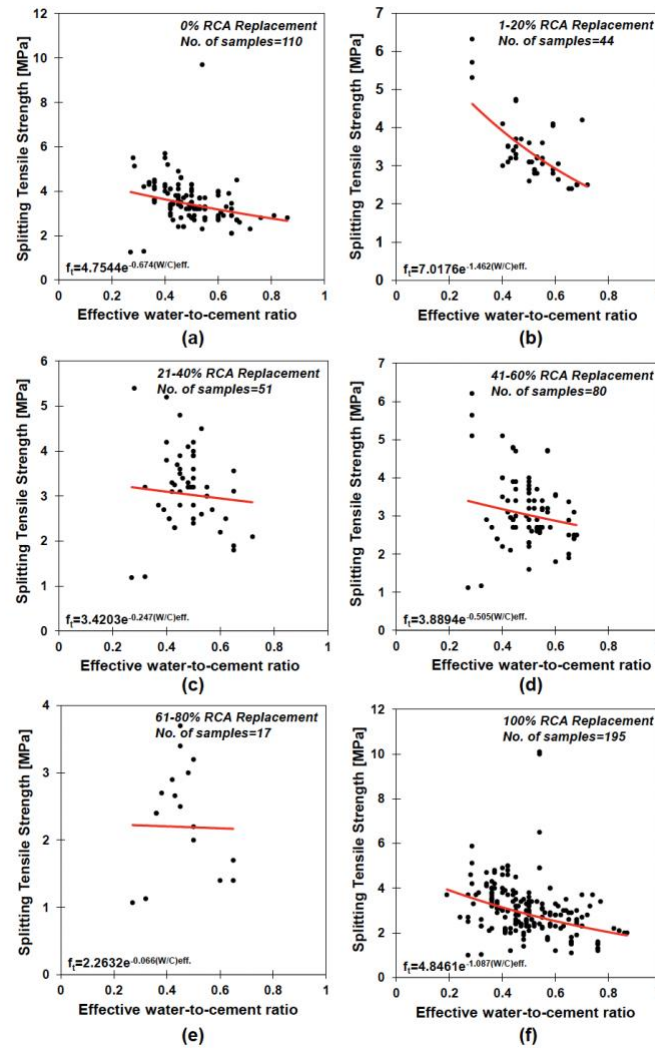 0% RCA Replacement
No. of samples=110
Splitting Tensile Strength [MPa]
12
10
8
6
4
2
0
f_t=4.7544e^-0.674(W/C)eff.
0 0.2 0.4 0.6 0.8 1
Effective water-to-cement ratio
(a)
1-20% RCA Replacement
No. of samples=44
Splitting Tensile Strength [MPa]
7
6
5
4
3
2
1
0
f_t=7.0176e^-1.462(W/C)eff.
0 0.2 0.4 0.6 0.8
Effective water-to-cement ratio
(b)
21-40% RCA Replacement
No. of samples=51
Splitting Tensile Strength [MPa]
6
5
4
3
2
1
0
f_t=3.4203e^-0.247(W/C)eff.
0 0.2 0.4 0.6 0.8 1
Effective water-to-cement ratio
(c)
41-60% RCA Replacement
No. of samples=80
Splitting Tensile Strength [MPa]
7
6
5
4
3
2
1
0
f_t=3.8894e^-0.505(W/C)eff.
0 0.2 0.4 0.6 0.8
Effective water-to-cement ratio
(d)
61-80% RCA Replacement
No. of samples=17
Splitting Tensile Strength [MPa]
4
3
2
1
0
f_t=2.2632e^-0.066(W/C)eff.
0 0.2 0.4 0.6 0.8 1
Effective water-to-cement ratio
(e)
100% RCA Replacement
No. of samples=195
Splitting Tensile Strength [MPa]
12
10
8
6
4
2
0
f_t=4.8461e^-1.087(W/C)eff.
0 0.2 0.4 0.6 0.8
Effective water-to-cement ratio
(f)